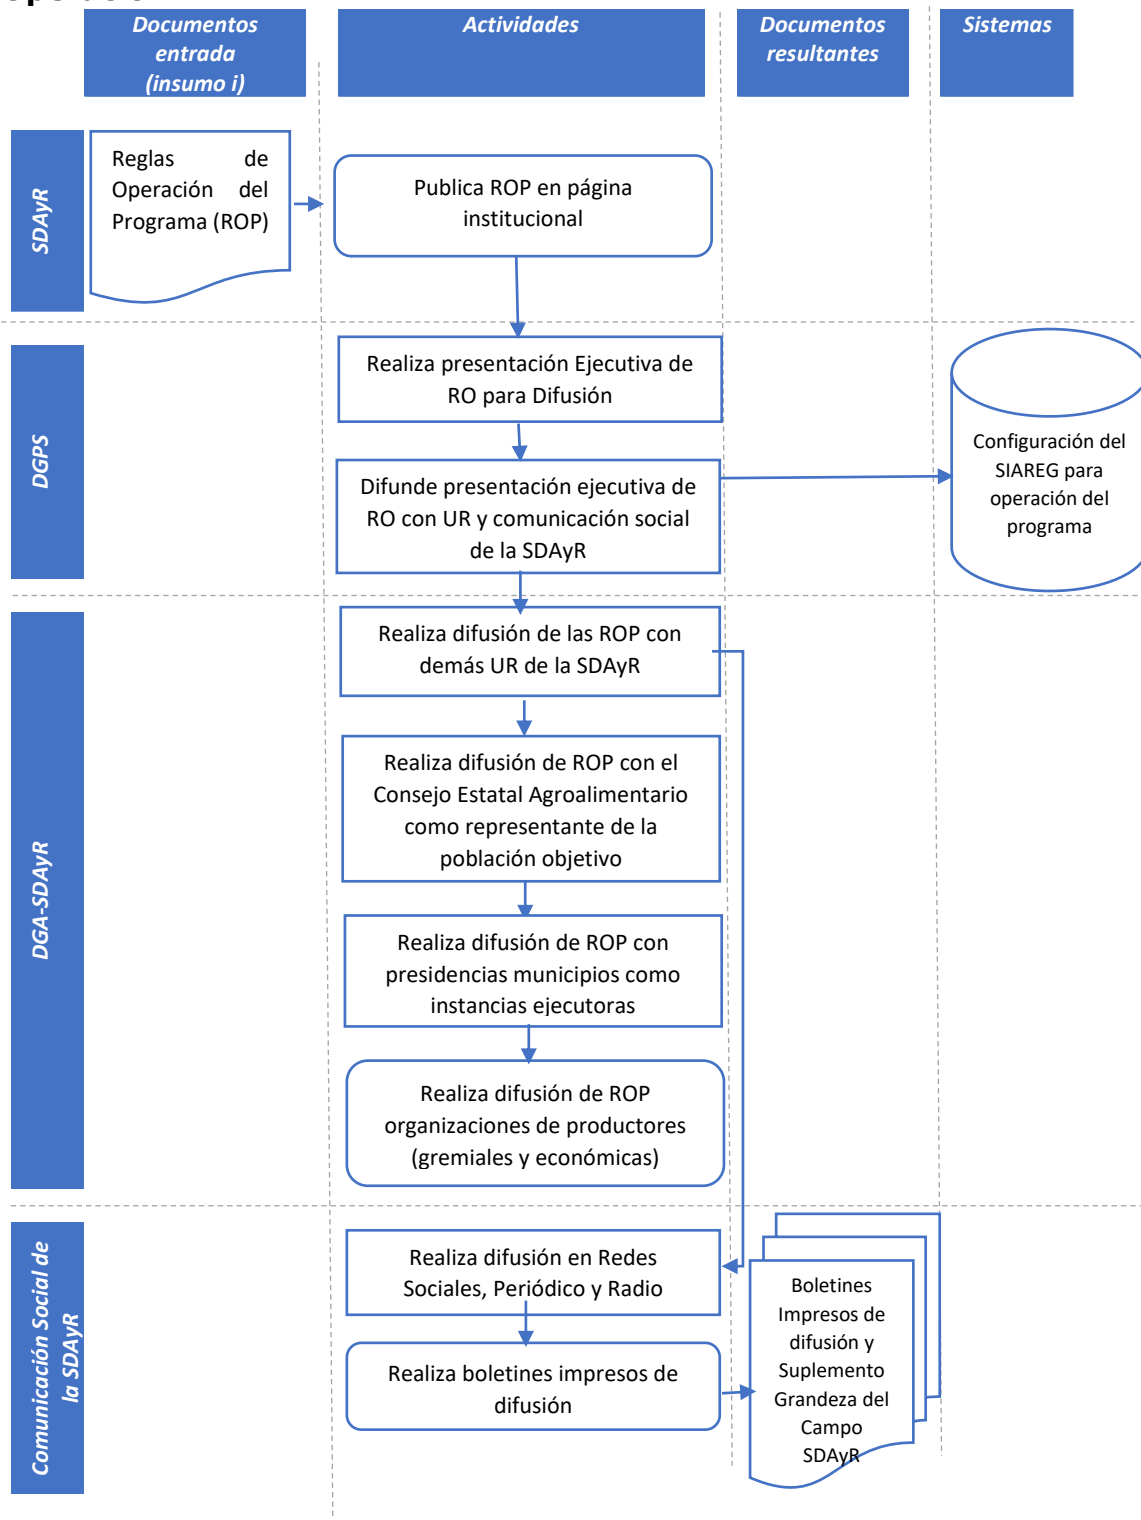 Documentos
entrada
(insumo i)
Actividades
Documentos
resultantes
Sistemas
SDAyR
Reglas de
Operación del
Programa (ROP)
Publica ROP en página
institucional
DGPS
Realiza presentación Ejecutiva de
RO para Difusión
Difunde presentación ejecutiva de
RO con UR y comunicación social
de la SDAyR
Configuración del
SIAREG para
operación del
programa
DGA-SDAyR
Realiza difusión de las ROP con
demás UR de la SDAyR
Realiza difusión de ROP con el
Consejo Estatal Agroalimentario
como representante de la
población objetivo
Realiza difusión de ROP con
presidencias municipios como
instancias ejecutoras
Realiza difusión de ROP
organizaciones de productores
(gremiales y económicas)
Comunicación Social de
la SDAyR
Realiza difusión en Redes
Sociales, Periódico y Radio
Realiza boletines impresos de
difusión
Boletines
Impresos de
difusión y
Suplemento
Grandeza del
Campo
SDAyR